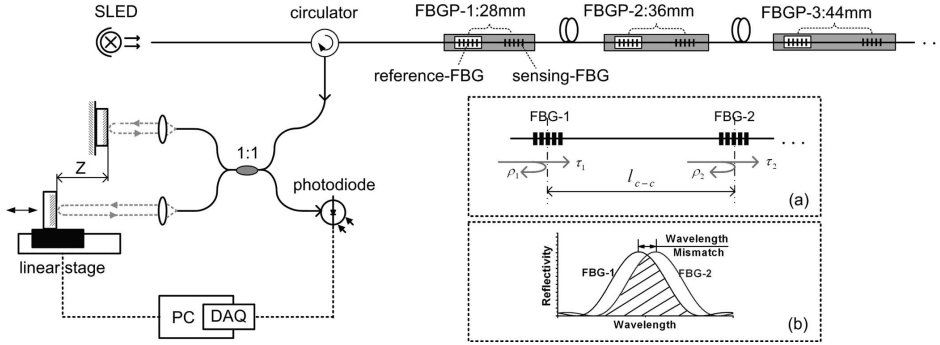 SLED
circulator
FBGP-1:28mm
FBGP-2:36mm
FBGP-3:44mm
reference-FBG
sensing-FBG
Z
1:1
photodiode
linear stage
PC
DAQ
FBG-1
FBG-2
ρ1
τ1
ρ2
τ2
l c-c
(a)
Wavelength
Mismatch
FBG-1
FBG-2
Reflectivity
Wavelength
(b)